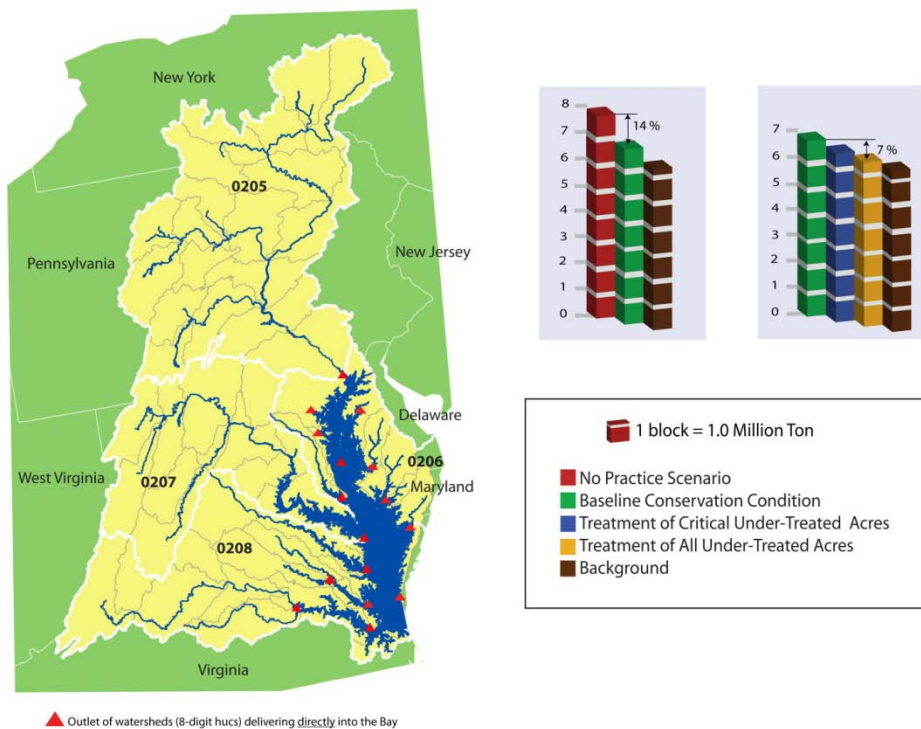 New York
0205
Pennsylvania
New Jersey
Delaware
0206
Maryland
West Virginia
0207
0208
Virginia
Outlet of watersheds (8-digit hucs) delivering directly into the Bay
8
7
6
5
4
3
2
1
0
14 %
7
6
5
4
3
2
1
0
7 %
1 block = 1.0 Million Ton
No Practice Scenario
Baseline Conservation Condition
Treatment of Critical Under-Treated Acres
Treatment of All Under-Treated Acres
Background